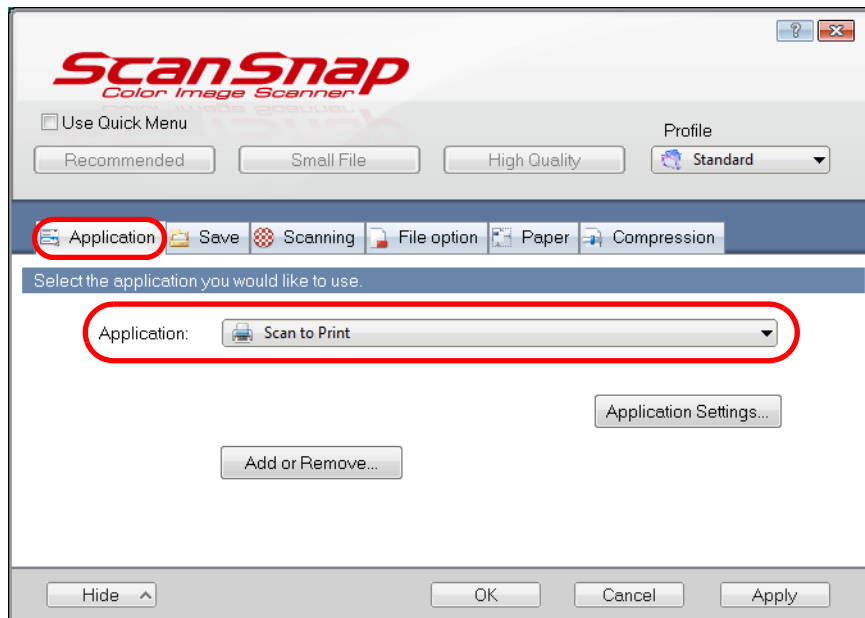 ScanSnap
Color Image Scanner
Use Quick Menu
Profile
Recommended
Small File
High Quality
Standard
Application
Save
Scanning
File option
Paper
Compression
Select the application you would like to use.
Application:
Scan to Print
Application Settings...
Add or Remove...
Hide
OK
Cancel
Apply